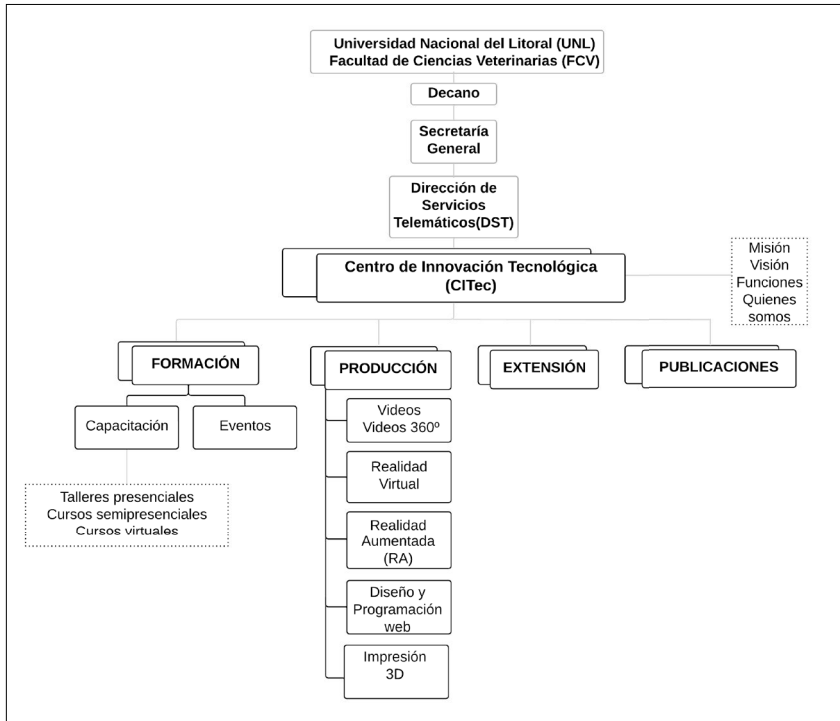 Universidad Nacional del Litoral (UNL)
Facultad de Ciencias Veterinarias (FCV)
Decano
Secretaría
General
Dirección de
Servicios
Telemáticos(DST)
Centro de Innovación Tecnológica
(CITec)
Misión
Visión
Funciones
Quienes
somos
FORMACIÓN
PRODUCCIÓN
EXTENSIÓN
PUBLICACIONES
Capacitación
Eventos
Talleres presenciales
Cursos semipresenciales
Cursos virtuales
Videos
Videos 360º
Realidad
Virtual
Realidad
Aumentada
(RA)
Diseño y
Programación
web
Impresión
3D